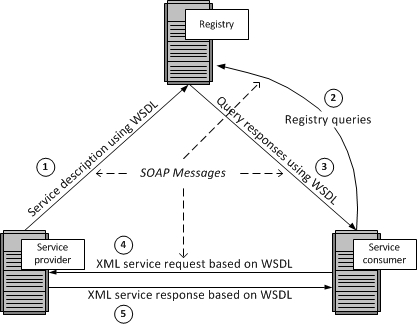 Registry
2
Registry queries
Service description using WSDL
1
Query responses using WSDL
3
SOAP Messages
Service
provider
Service
consumer
4
XML service request based on WSDL
XML service response based on WSDL
5